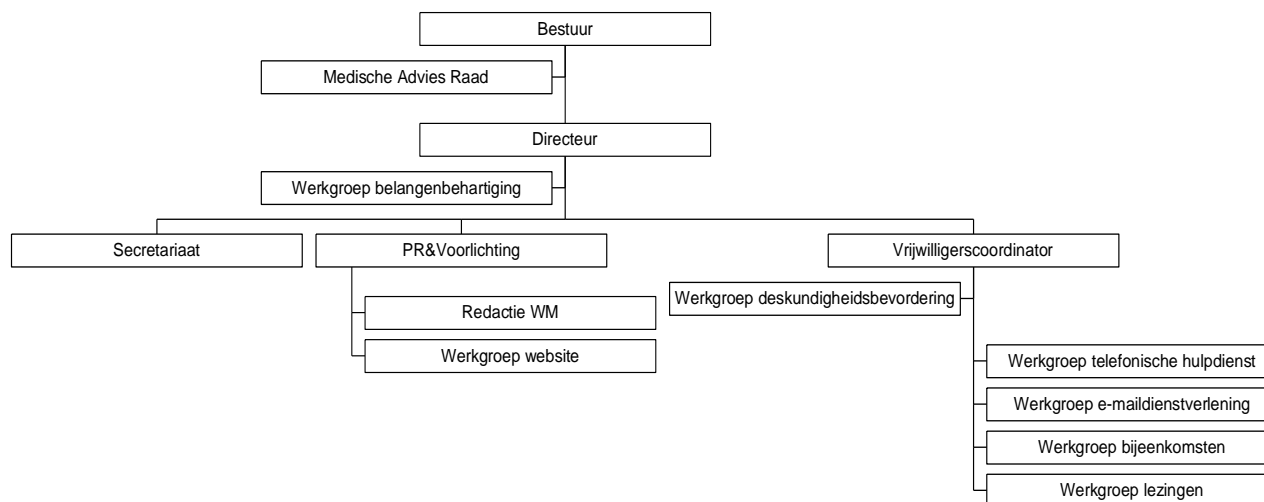 Bestuur
Medische Advies Raad
Directeur
Werkgroep belangenbehartiging
Secretariaat
PR&Voorlichting
Vrijwilligerscoordinator
Werkgroep deskundigheidsbevordering
Redactie WM
Werkgroep website
Werkgroep telefonische hulpdienst
Werkgroep e-maildienstverlening
Werkgroep bijeenkomsten
Werkgroep lezingen